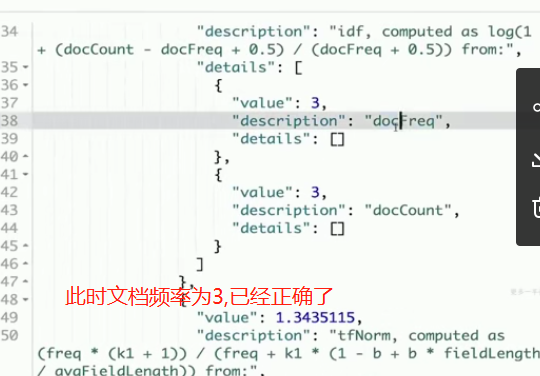 34 "description": "idf, computed as log(1
+ (docCount - docFreq + 0.5) / (docFreq + 0.5)) from:",
35 "details": [
36 {
37 "value": 3,
38 "description": "docFreq",
39 "details": []
40 },
41 {
42 "value": 3,
43 "description": "docCount",
44 "details": []
45 }
46 ]
47 },
此时文档频率为3,已经正确了
48 {
49 "value": 1.3435115,
50 "description": "tfNorm, computed as
(freq * (k1 + 1)) / (freq + k1 * (1 - b + b * fieldLength
/ avgFieldLength)) from:",